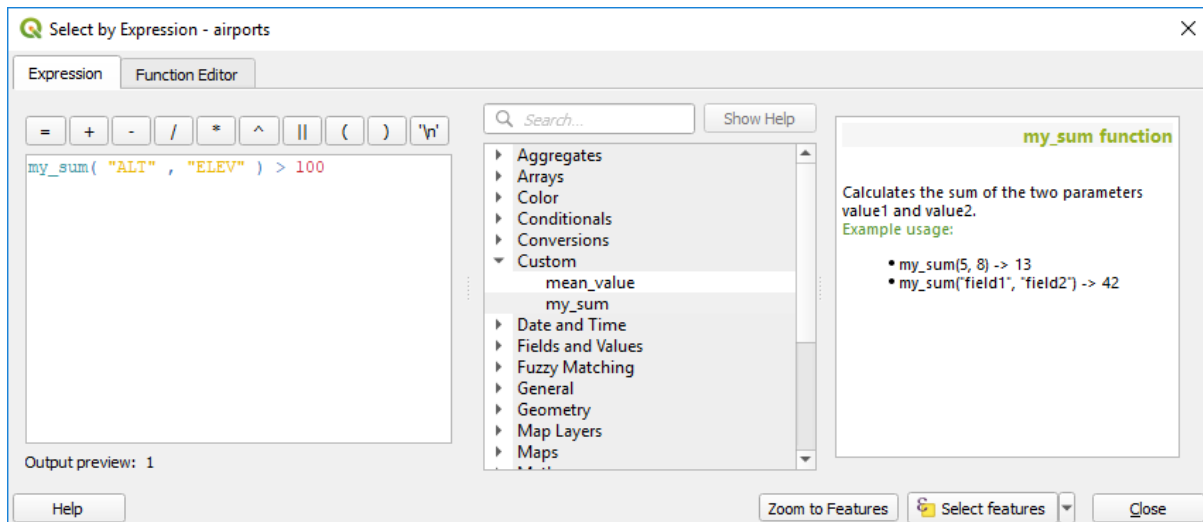 Select by Expression - airports
Expression
Function Editor
= + - / * ^ || ( ) '\n'
my_sum( "ALT" , "ELEV" ) > 100
Output preview: 1
Search...
Show Help
Aggregates
Arrays
Color
Conditionals
Conversions
Custom
mean_value
my_sum
Date and Time
Fields and Values
Fuzzy Matching
General
Geometry
Map Layers
Maps
my_sum function
Calculates the sum of the two parameters
value1 and value2.
Example usage:
my_sum(5, 8) -> 13
my_sum("field1", "field2") -> 42
Help
Zoom to Features
Select features
Close